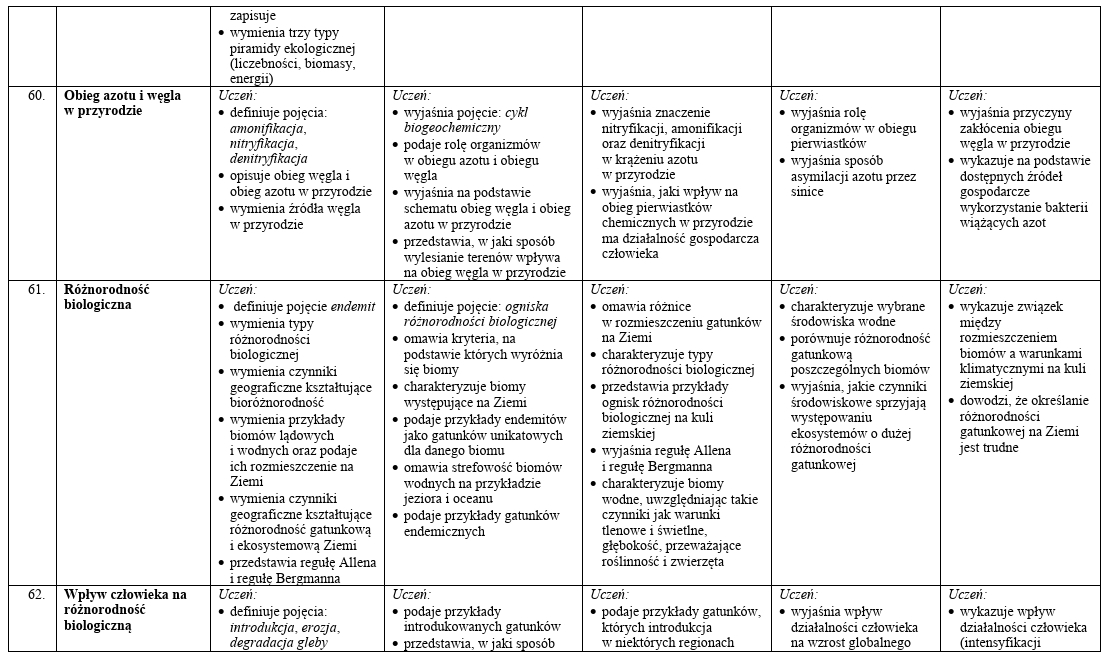 zapisuje
• wymienia trzy typy
piramidy ekologicznej
(liczebności, biomasy,
energii)
60.
Obieg azotu i węgla
w przyrodzie
Uczeń:
• definiuje pojęcia:
amonifikacja,
nitryfikacja,
denitryfikacja
• opisuje obieg węgla i
obieg azotu w przyrodzie
• wymienia źródła węgla
w przyrodzie
Uczeń:
• wyjaśnia pojęcie: cykl
biogeochemiczny
• podaje rolę organizmów
w obiegu azotu i obiegu
węgla
• wyjaśnia na podstawie
schematu obieg węgla i obieg
azotu w przyrodzie
• przedstawia, w jaki sposób
wylesianie terenów wpływa
na obieg węgla w przyrodzie
Uczeń:
• wyjaśnia znaczenie
nitryfikacji, amonifikacji
oraz denitryfikacji
w krążeniu azotu
w przyrodzie
• wyjaśnia, jaki wpływ na
obieg pierwiastków
chemicznych w przyrodzie
ma działalność gospodarcza
człowieka
Uczeń:
• wyjaśnia rolę
organizmów w obiegu
pierwiastków
• wyjaśnia sposób
asymilacji azotu przez
sinice
Uczeń:
• wyjaśnia przyczyny
zakłócenia obiegu
węgla w przyrodzie
• wykazuje na podstawie
dostępnych źródeł
gospodarcze
wykorzystanie bakterii
wiążących azot
61.
Różnorodność
biologiczna
Uczeń:
• definiuje pojęcie endemit
• wymienia typy
różnorodności
biologicznej
• wymienia czynniki
geograficzne kształtujące
bioróżnorodność
• wymienia przykłady
biomów lądowych
i wodnych oraz podaje
ich rozmieszczenie na
Ziemi
• wymienia czynniki
geograficzne kształtujące
różnorodność gatunkową
i ekosystemową Ziemi
• przedstawia regułę Allena
i regułę Bergmanna
Uczeń:
• definiuje pojęcie: ogniska
różnorodności biologicznej
• omawia kryteria, na
podstawie których wyróżnia
się biomy
• charakteryzuje biomy
występujące na Ziemi
• podaje przykłady endemitów
jako gatunków unikatowych
dla danego biomu
• omawia strefowość biomów
wodnych na przykładzie
jeziora i oceanu
• podaje przykłady gatunków
endemicznych
Uczeń:
• omawia różnice
w rozmieszczeniu gatunków
na Ziemi
• charakteryzuje typy
różnorodności biologicznej
• przedstawia przykłady
ognisk różnorodności
biologicznej na kuli
ziemskiej
• wyjaśnia regułę Allena
i regułę Bergmanna
• charakteryzuje biomy
wodne, uwzględniając takie
czynniki jak warunki
tlenowe i świetlne,
głębokość, przeważające
roślinność i zwierzęta
Uczeń:
• charakteryzuje wybrane
środowiska wodne
• porównuje różnorodność
gatunkową
poszczególnych biomów
• wyjaśnia, jakie czynniki
środowiskowe sprzyjają
występowaniu
ekosystemów o dużej
różnorodności
gatunkowej
Uczeń:
• wykazuje związek
między
rozmieszczeniem
biomów a warunkami
klimatycznymi na kuli
ziemskiej
• dowodzi, że określanie
różnorodności
gatunkowej na Ziemi
jest trudne
62.
Wpływ człowieka na
różnorodność
biologiczną
Uczeń:
• definiuje pojęcia:
introdukcja, erozja,
degradacja gleby
Uczeń:
• podaje przykłady
introdukowanych gatunków
• przedstawia, w jaki sposób
Uczeń:
• podaje przykłady gatunków,
których introdukcja
w niektórych regionach
Uczeń:
• wyjaśnia wpływ
działalności człowieka
na wzrost globalnego
Uczeń:
• wykazuje wpływ
działalności człowieka
(intensyfikacji